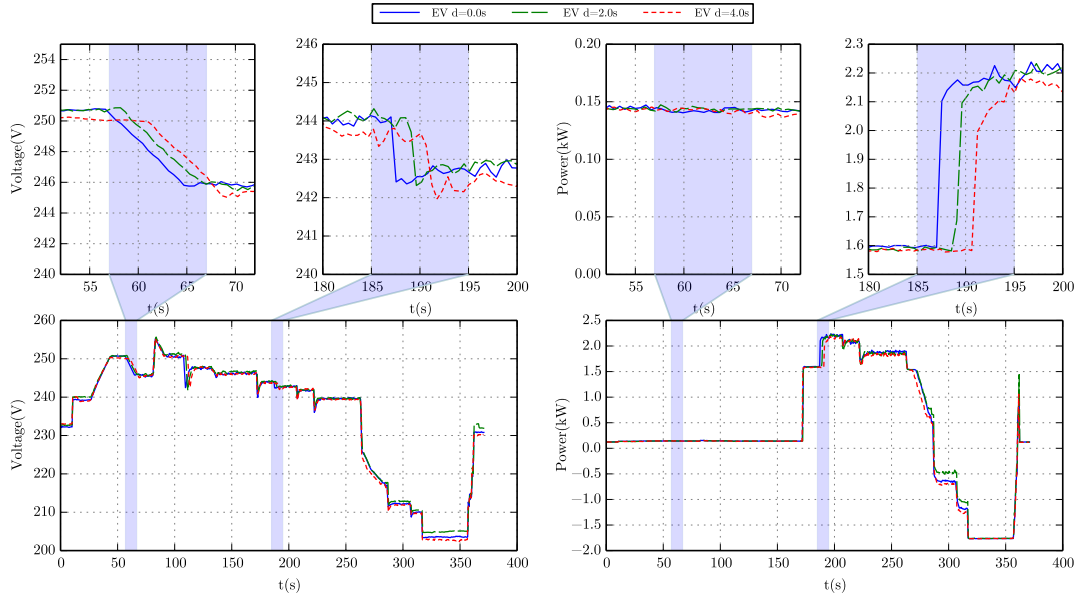 EV d=0.0s EV d=2.0s EV d=4.0s
254
252
250
248
246
244
242
240
Voltage(V)
55 60 65 70
t(s)
246
245
244
243
242
241
240
180 185 190 195 200
t(s)
0.20
0.15
0.10
0.05
0.00
Power(kW)
55 60 65 70
t(s)
2.3
2.2
2.1
2.0
1.9
1.8
1.7
1.6
1.5
180 185 190 195 200
t(s)
260
250
240
230
220
210
200
Voltage(V)
0 50 100 150 200 250 300 350 400
t(s)
2.5
2.0
1.5
1.0
0.5
0.0
−0.5
−1.0
−1.5
−2.0
Power(kW)
0 50 100 150 200 250 300 350 400
t(s)